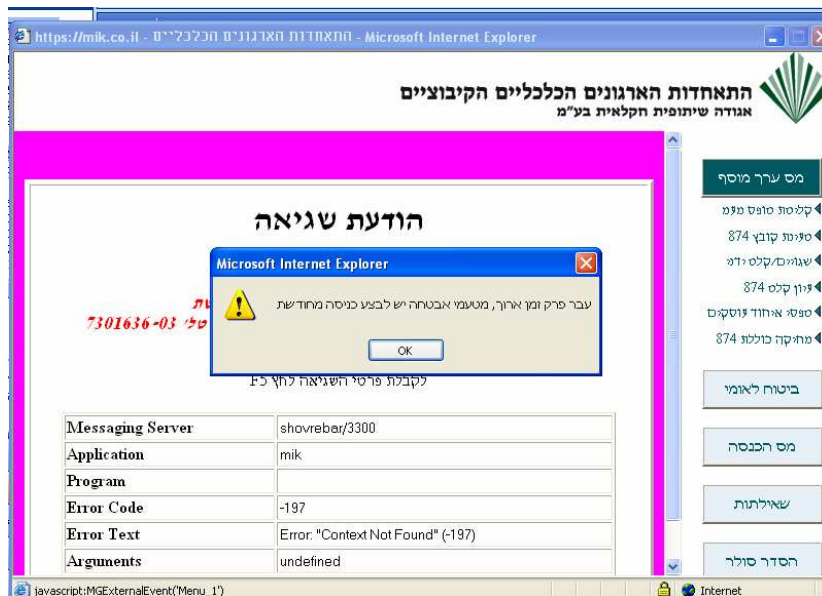 https://mik.co.il - התאחדות הארגונים הכלכליים - Microsoft Internet Explorer
התאחדות הארגונים הכלכליים הקיבוציים
אגודה שיתופית חקלאית בע"מ
מס ערך מוסף
קליטת טופס מעמ
טעינת קובץ 874
שגויים/קלט ידני
עיון קלט 874
טפסי איחוד עוסקים
מחיקה כוללת 874
ביטוח לאומי
מס הכנסה
שאילתות
הסדר סולר
הודעת שגיאה
Microsoft Internet Explorer
עבר פרק זמן ארוך, מטעמי אבטחה יש לבצע כניסה מחודשת
OK
טל' 03-7301636
לקבלת פרטי השגיאה לחץ
Messaging Server shovrebar/3300
Application mik
Program
Error Code -197
Error Text Error: "Context Not Found" (-197)
Arguments undefined
javascript:MGExternalEvent('Menu_1') Internet